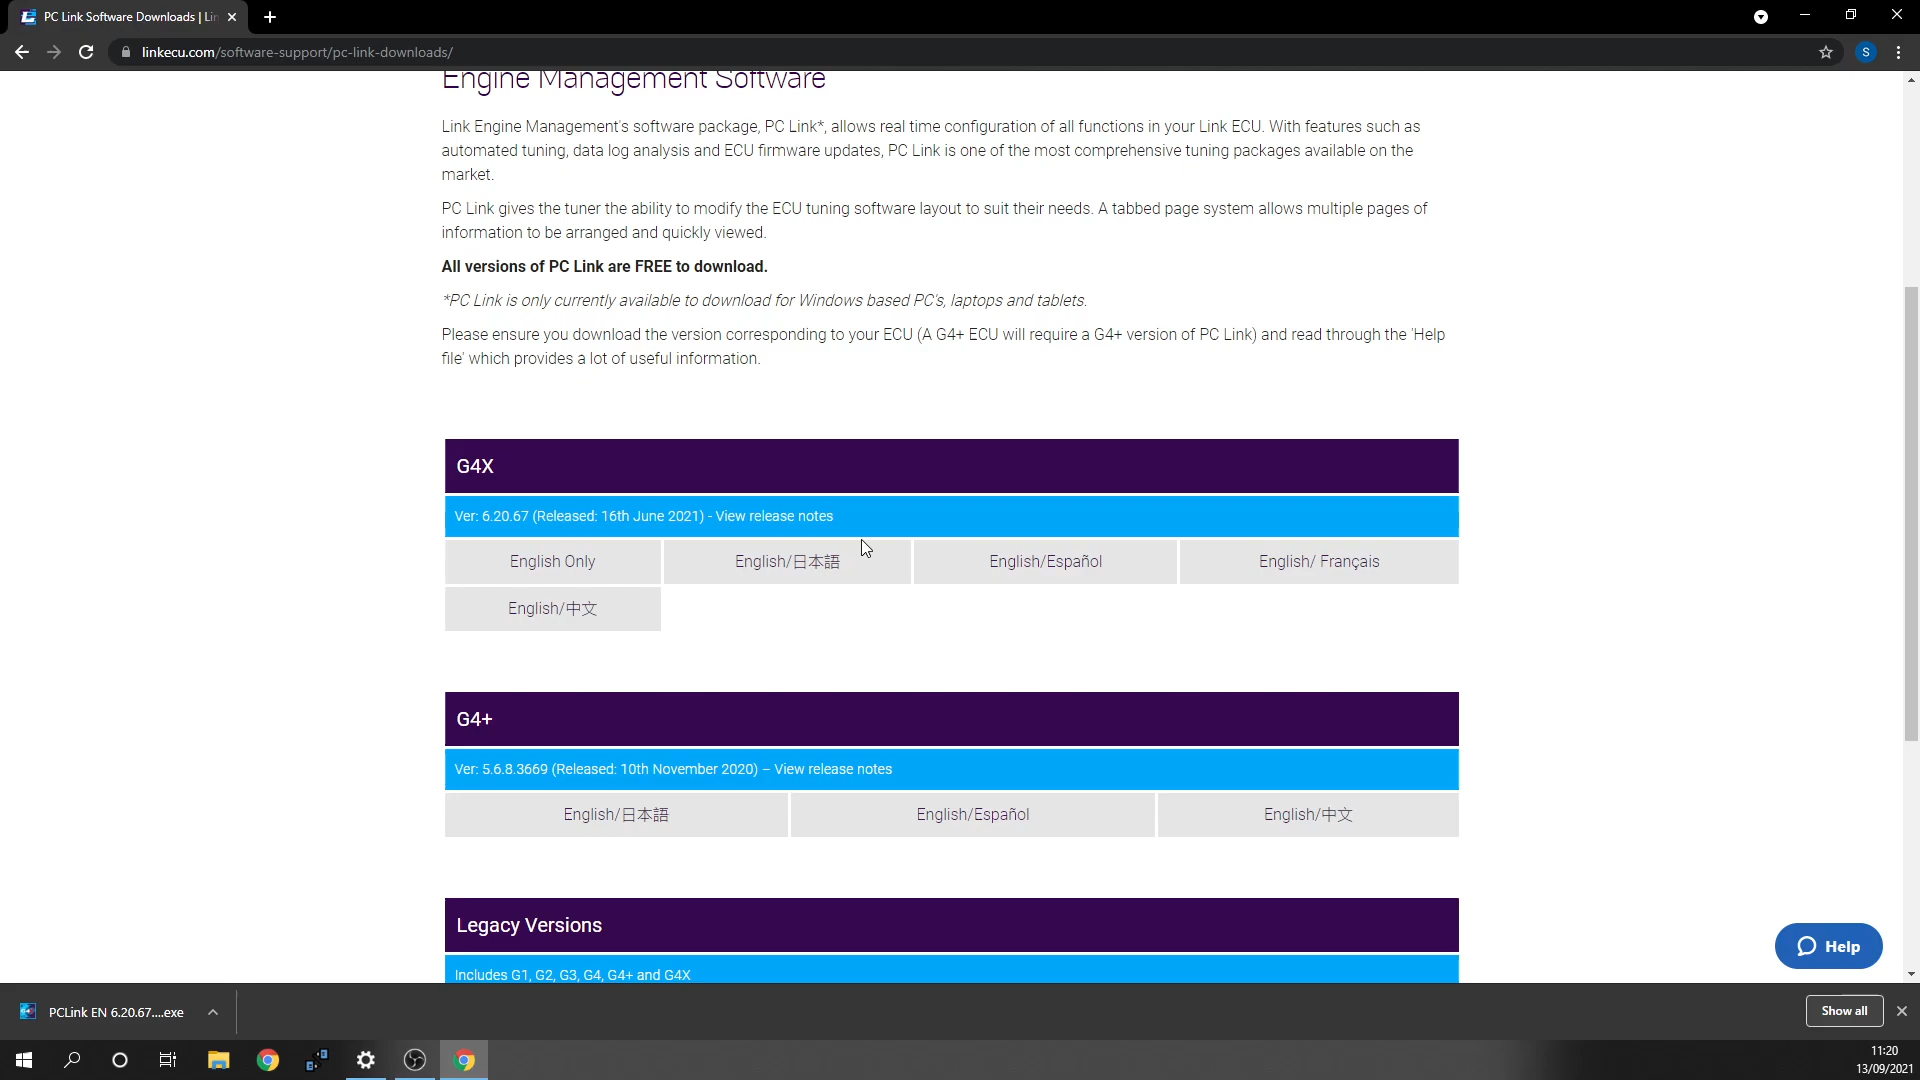 PC Link Software Downloads | Lin
linkecu.com/software-support/pc-link-downloads/
S
Engine Management Software
Link Engine Management's software package, PC Link*, allows real time configuration of all functions in your Link ECU. With features such as
automated tuning, data log analysis and ECU firmware updates, PC Link is one of the most comprehensive tuning packages available on the
market.
PC Link gives the tuner the ability to modify the ECU tuning software layout to suit their needs. A tabbed page system allows multiple pages of
information to be arranged and quickly viewed.
All versions of PC Link are FREE to download.
*PC Link is only currently available to download for Windows based PC's, laptops and tablets.
Please ensure you download the version corresponding to your ECU (A G4+ ECU will require a G4+ version of PC Link) and read through the 'Help
file' which provides a lot of useful information.
G4X
Ver: 6.20.67 (Released: 16th June 2021) - View release notes
English Only English/日本語 English/Español English/ Français
English/中文
G4+
Ver: 5.6.8.3669 (Released: 10th November 2020) – View release notes
English/日本語 English/Español English/中文
Legacy Versions
Includes G1, G2, G3, G4, G4+ and G4X
Help
PCLink EN 6.20.67....exe
Show all
11:20
13/09/2021